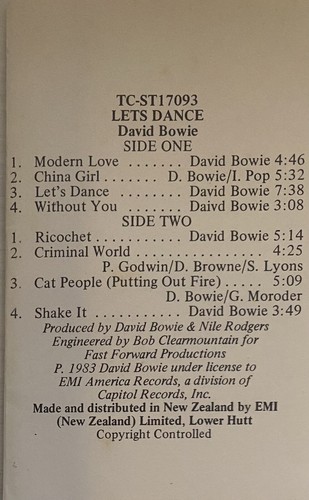 TC-ST17093
LETS DANCE
David Bowie
SIDE ONE
1. Modern Love ....... David Bowie 4:46
2. China Girl ....... D. Bowie/I. Pop 5:32
3. Let's Dance ....... David Bowie 7:38
4. Without You ....... Daivd Bowie 3:08
SIDE TWO
1. Ricochet .......... David Bowie 5:14
2. Criminal World ................. 4:25
P. Godwin/D. Browne/S. Lyons
3. Cat People (Putting Out Fire) ..... 5:09
D. Bowie/G. Moroder
4. Shake It ........... David Bowie 3:49
Produced by David Bowie & Nile Rodgers
Engineered by Bob Clearmountain for
Fast Forward Productions
P. 1983 David Bowie under license to
EMI America Records, a division of
Capitol Records, Inc.
Made and distributed in New Zealand by EMI
(New Zealand) Limited, Lower Hutt
Copyright Controlled